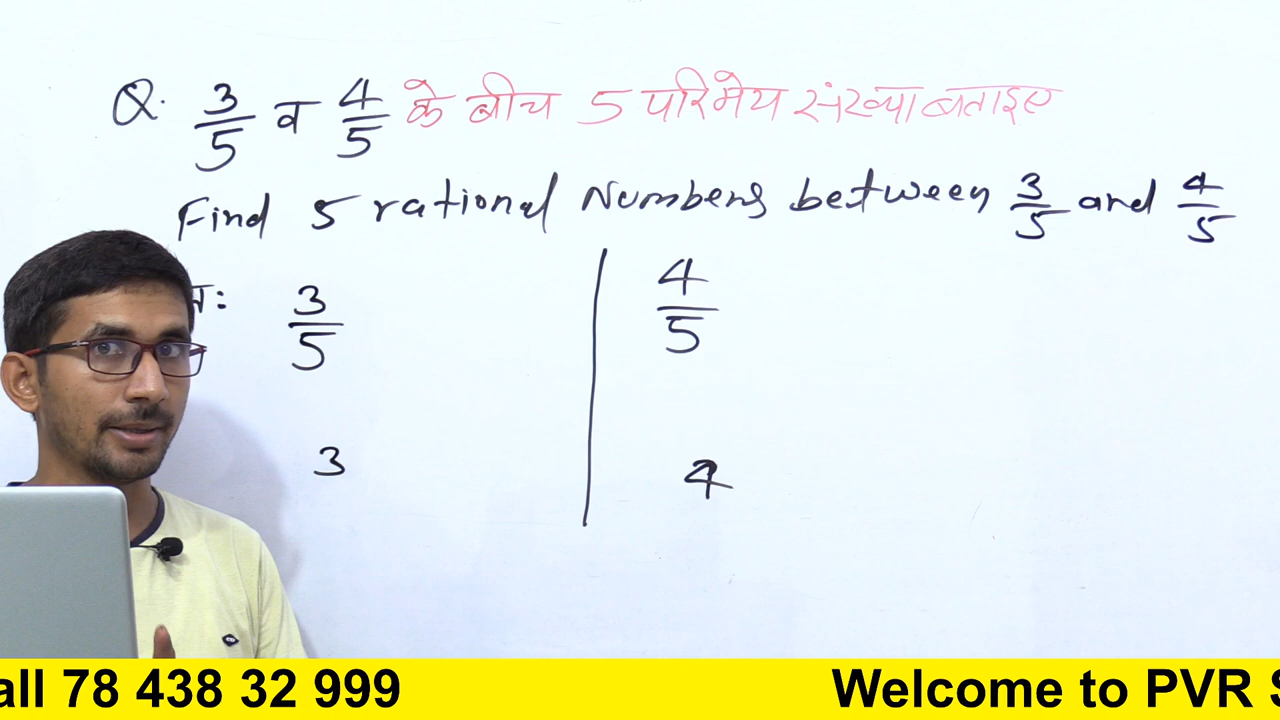 Q. 3/5 व 4/5 के बीच 5 परिमेय संख्या बताइए
Find 5 rational Numbers between 3/5 and 4/5
3/5 4/5
3 4
all 78 438 32 999 Welcome to PVR S